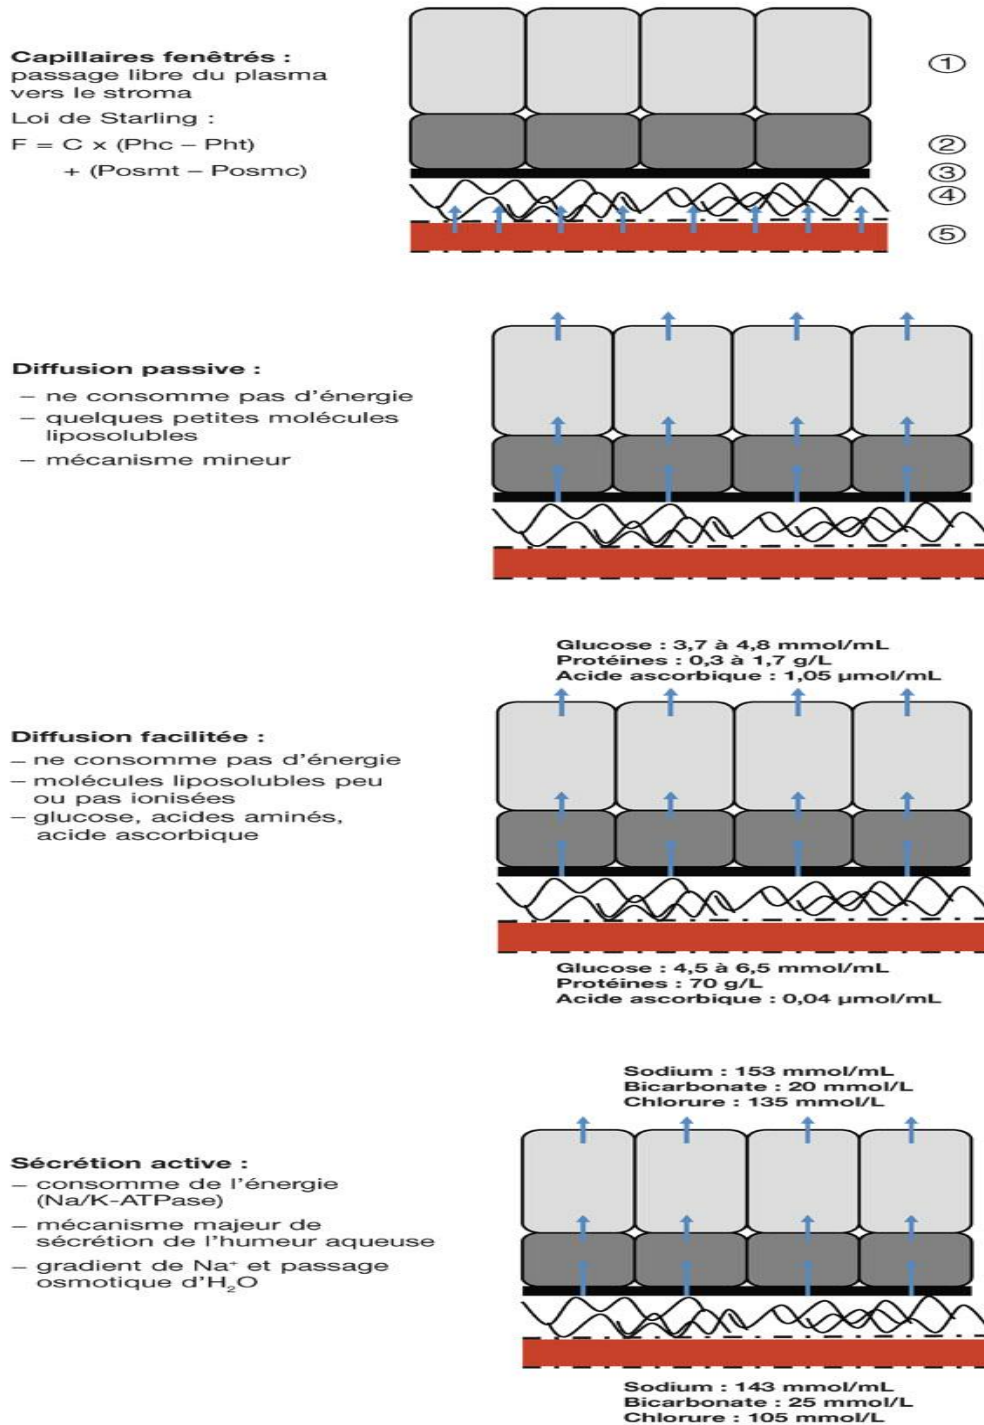 Capillaires fenêtrés :
passage libre du plasma
vers le stroma
Loi de Starling :
F = C x (Phc – Pht)
+ (Posmt – Posmc)
①
②
③
④
⑤
Diffusion passive :
– ne consomme pas d'énergie
– quelques petites molécules
liposolubles
– mécanisme mineur
Glucose : 3,7 à 4,8 mmol/mL
Protéines : 0,3 à 1,7 g/L
Acide ascorbique : 1,05 µmol/mL
Diffusion facilitée :
– ne consomme pas d'énergie
– molécules liposolubles peu
ou pas ionisées
– glucose, acides aminés,
acide ascorbique
Glucose : 4,5 à 6,5 mmol/mL
Protéines : 70 g/L
Acide ascorbique : 0,04 µmol/mL
Sodium : 153 mmol/mL
Bicarbonate : 20 mmol/L
Chlorure : 135 mmol/L
Sécrétion active :
– consomme de l'énergie
(Na/K-ATPase)
– mécanisme majeur de
sécrétion de l'humeur aqueuse
– gradient de Na⁺ et passage
osmotique d'H₂O
Sodium : 143 mmol/mL
Bicarbonate : 25 mmol/L
Chlorure : 105 mmol/L